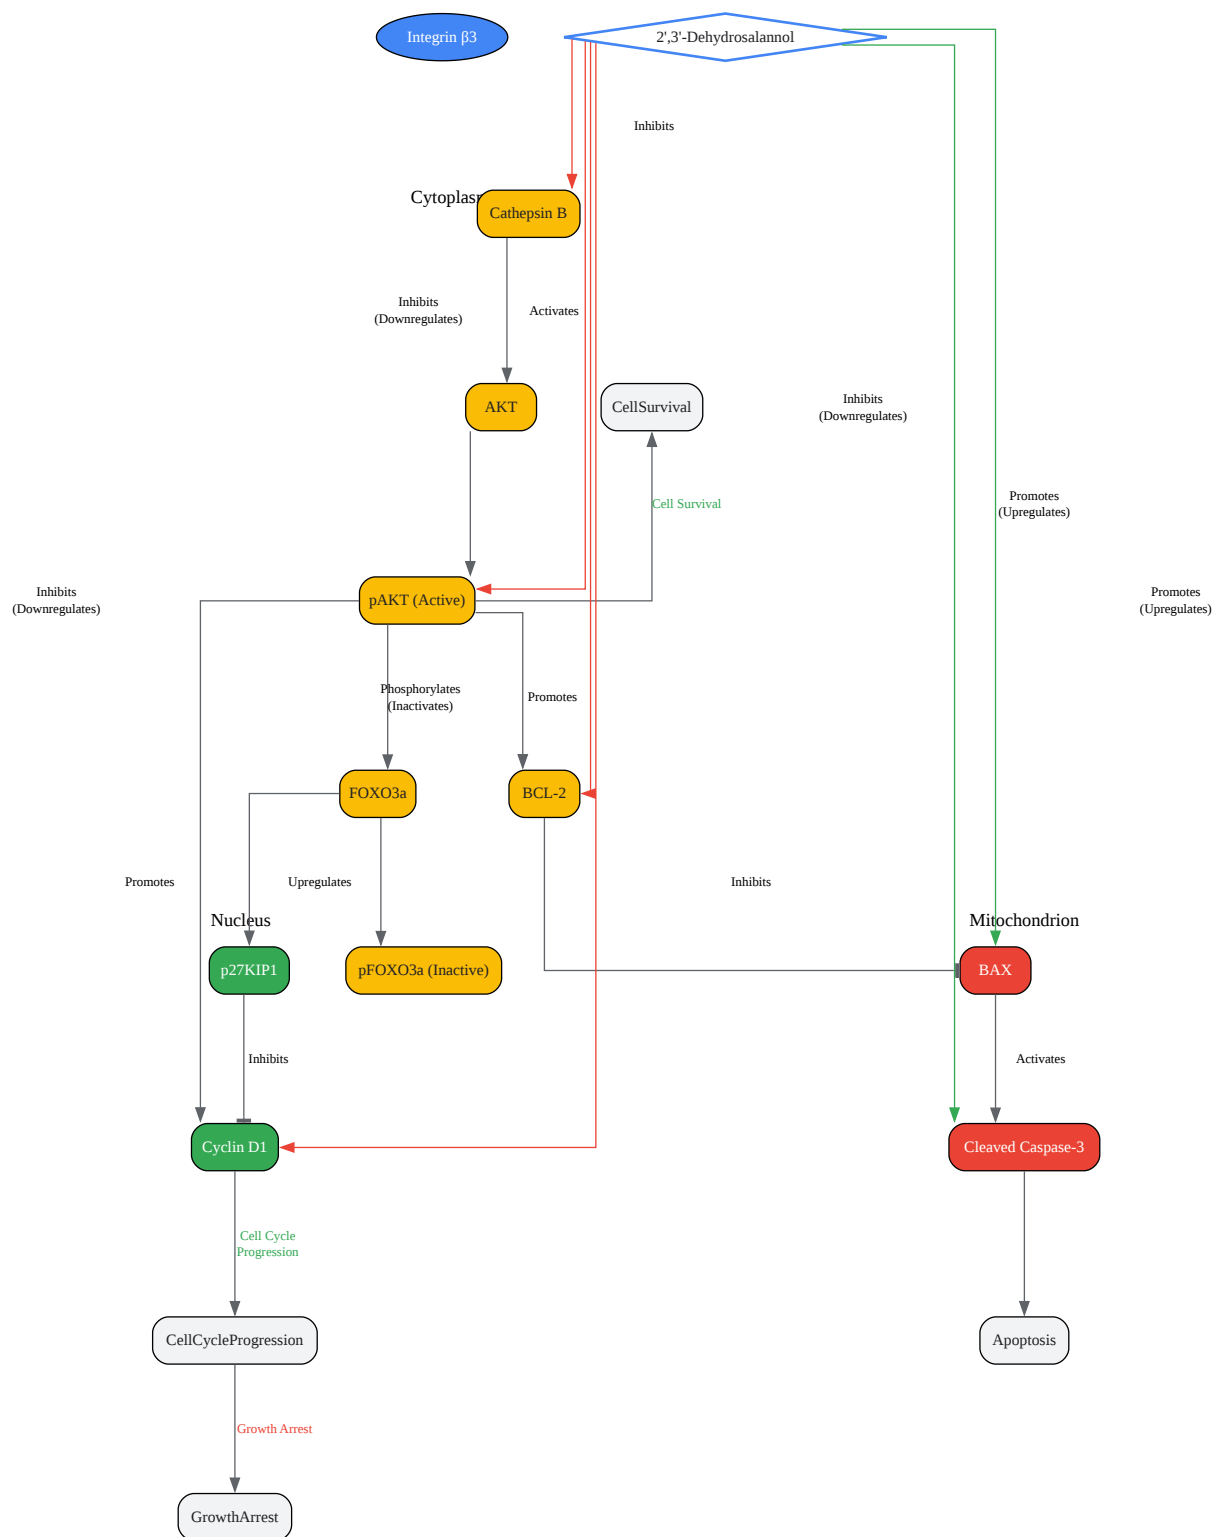 Integrin β3
2',3'-Dehydrosalannol
Inhibits
Cytoplas
Cathepsin B
Inhibits
(Downregulates)
Activates
AKT
CellSurvival
Inhibits
(Downregulates)
Cell Survival
Promotes
(Upregulates)
Inhibits
(Downregulates)
pAKT (Active)
Promotes
(Upregulates)
Phosphorylates
(Inactivates)
Promotes
FOXO3a
BCL-2
Promotes
Upregulates
Inhibits
Nucleus
Mitochondrion
p27KIP1
pFOXO3a (Inactive)
BAX
Inhibits
Activates
Cyclin D1
Cleaved Caspase-3
Cell Cycle
Progression
CellCycleProgression
Apoptosis
Growth Arrest
GrowthArrest